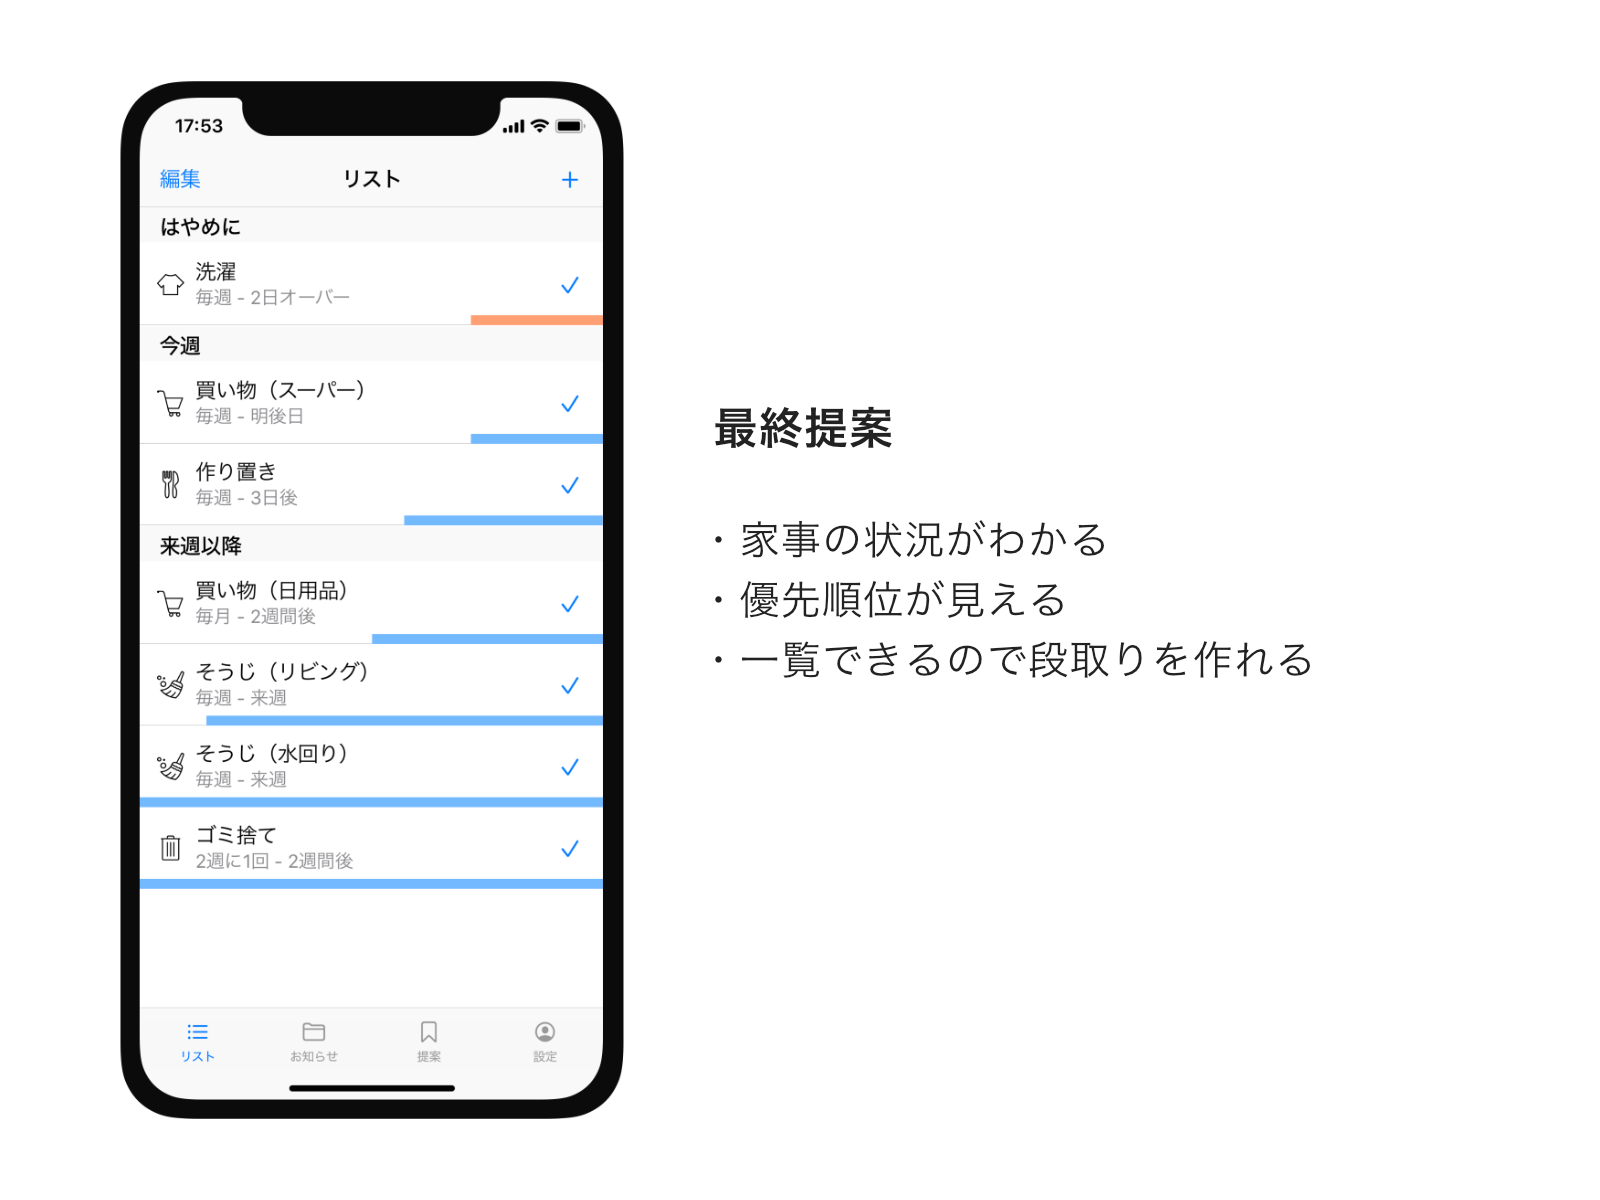 17:53
編集
リスト
+
はやめに
洗濯
毎週 - 2日オーバー
今週
買い物（スーパー）
毎週 - 明後日
作り置き
毎週 - 3日後
来週以降
買い物（日用品）
毎月 - 2週間後
そうじ（リビング）
毎週 - 来週
そうじ（水回り）
毎週 - 来週
ゴミ捨て
2週に1回 - 2週間後
リスト
お知らせ
提案
設定
最終提案
・家事の状況がわかる
・優先順位が見える
・一覧できるので段取りを作れる